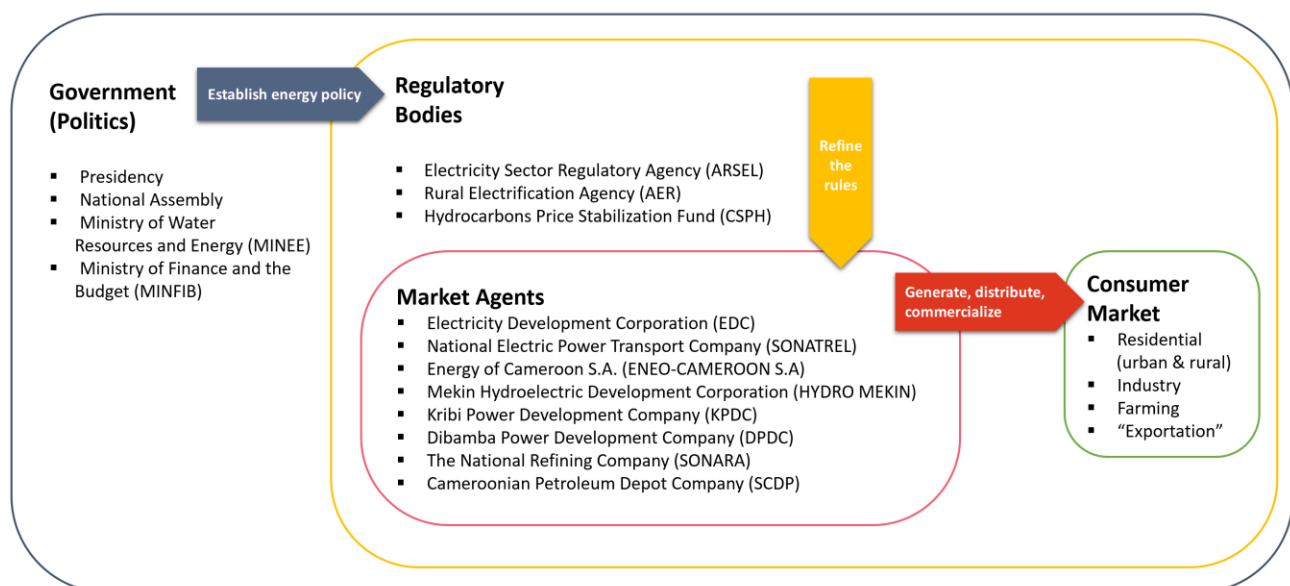 Government
(Politics)
▪ Presidency
▪ National Assembly
▪ Ministry of Water
Resources and Energy (MINEE)
▪ Ministry of Finance and the
Budget (MINFIB)
Establish energy policy
Regulatory
Bodies
▪ Electricity Sector Regulatory Agency (ARSEL)
▪ Rural Electrification Agency (AER)
▪ Hydrocarbons Price Stabilization Fund (CSPH)
Refine
the
rules
Market Agents
▪ Electricity Development Corporation (EDC)
▪ National Electric Power Transport Company (SONATREL)
▪ Energy of Cameroon S.A. (ENEO-CAMEROON S.A)
▪ Mekin Hydroelectric Development Corporation (HYDRO MEKIN)
▪ Kribi Power Development Company (KPDC)
▪ Dibamba Power Development Company (DPDC)
▪ The National Refining Company (SONARA)
▪ Cameroonian Petroleum Depot Company (SCDP)
Generate, distribute,
commercialize
Consumer
Market
▪ Residential
(urban & rural)
▪ Industry
▪ Farming
▪ “Exportation”